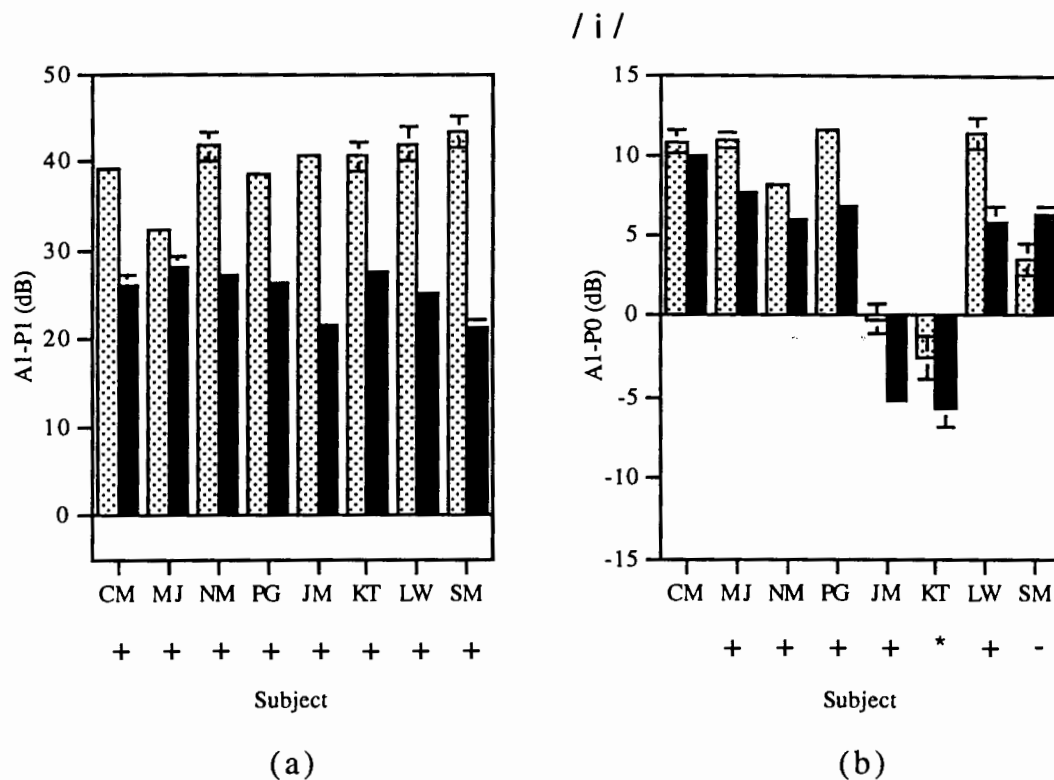 / i /
50
40
30
20
10
0
A1-P1 (dB)
CM MJ NM PG JM KT LW SM
+ + + + + + + +
Subject
(a)
15
10
5
0
-5
-10
-15
A1-P0 (dB)
CM MJ NM PG JM KT LW SM
+ + + + * + -
Subject
(b)